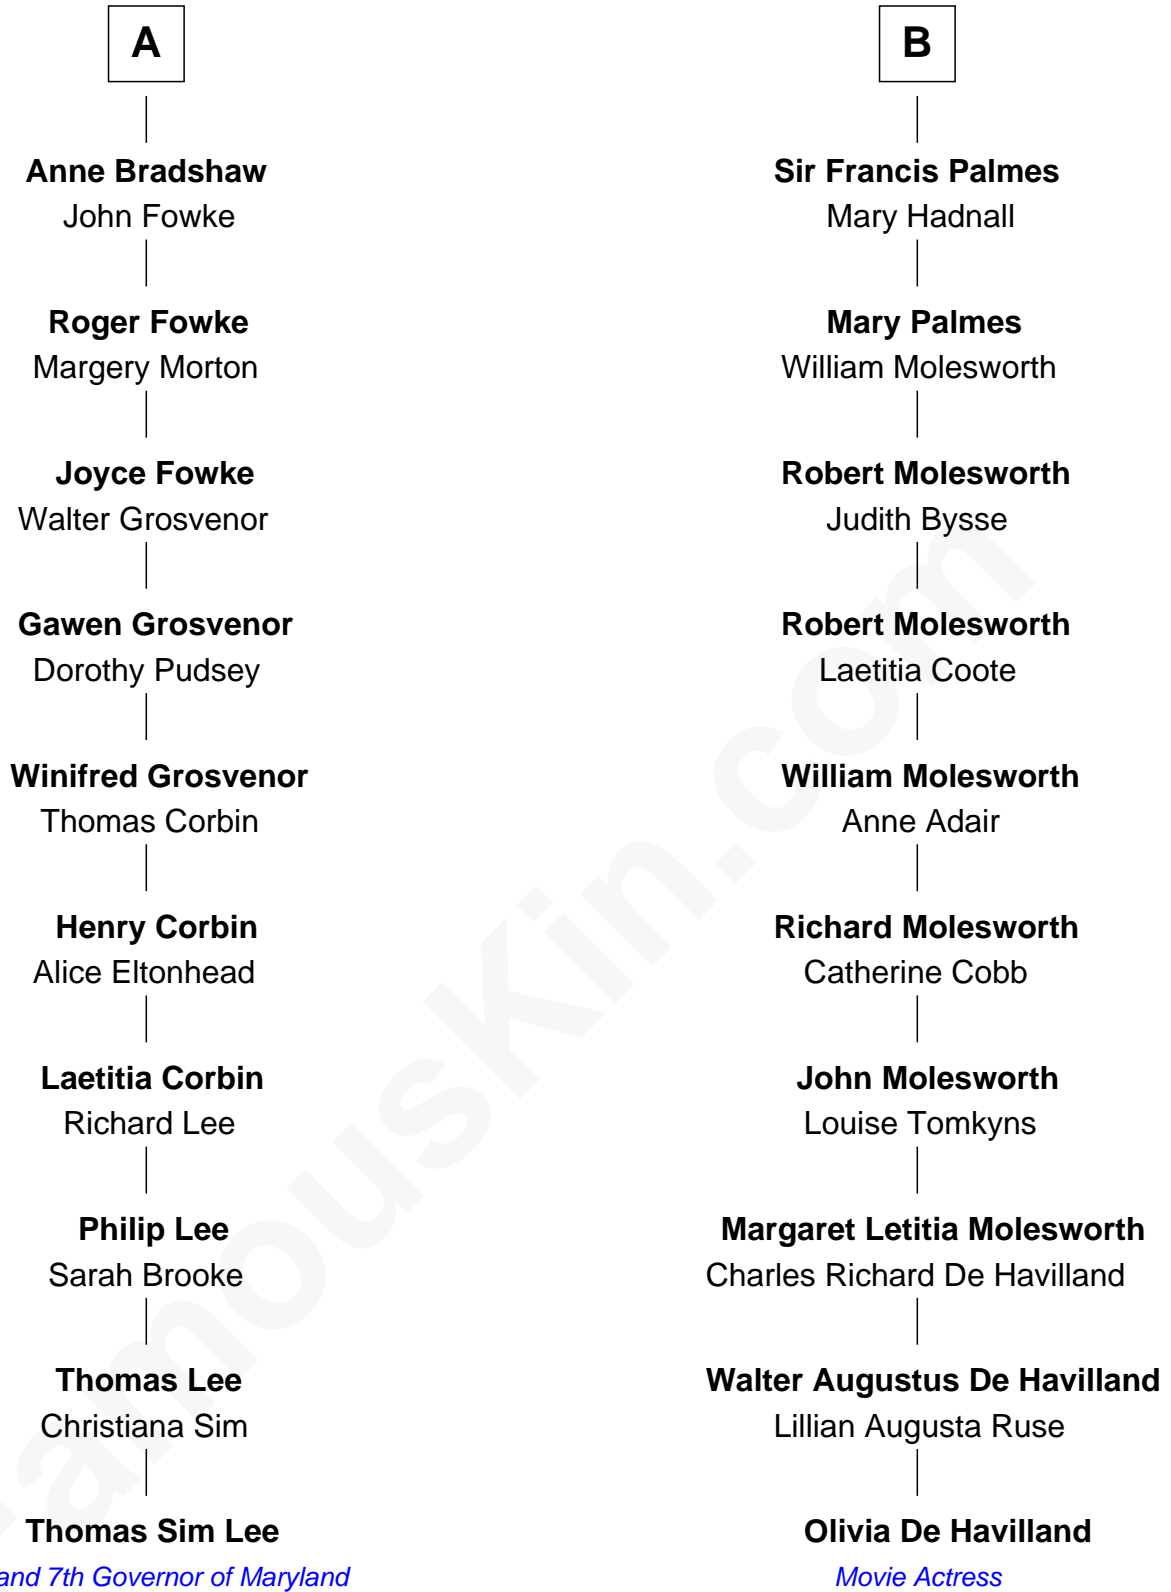 A
Anne Bradshaw
John Fowke
Roger Fowke
Margery Morton
Joyce Fowke
Walter Grosvenor
Gawen Grosvenor
Dorothy Pudsey
Winifred Grosvenor
Thomas Corbin
Henry Corbin
Alice Eltonhead
Laetitia Corbin
Richard Lee
Philip Lee
Sarah Brooke
Thomas Lee
Christiana Sim
Thomas Sim Lee
and 7th Governor of Maryland
B
Sir Francis Palmes
Mary Hadnall
Mary Palmes
William Molesworth
Robert Molesworth
Judith Bysse
Robert Molesworth
Laetitia Coote
William Molesworth
Anne Adair
Richard Molesworth
Catherine Cobb
John Molesworth
Louise Tomkyns
Margaret Letitia Molesworth
Charles Richard De Havilland
Walter Augustus De Havilland
Lillian Augusta Ruse
Olivia De Havilland
Movie Actress
famouskin.com